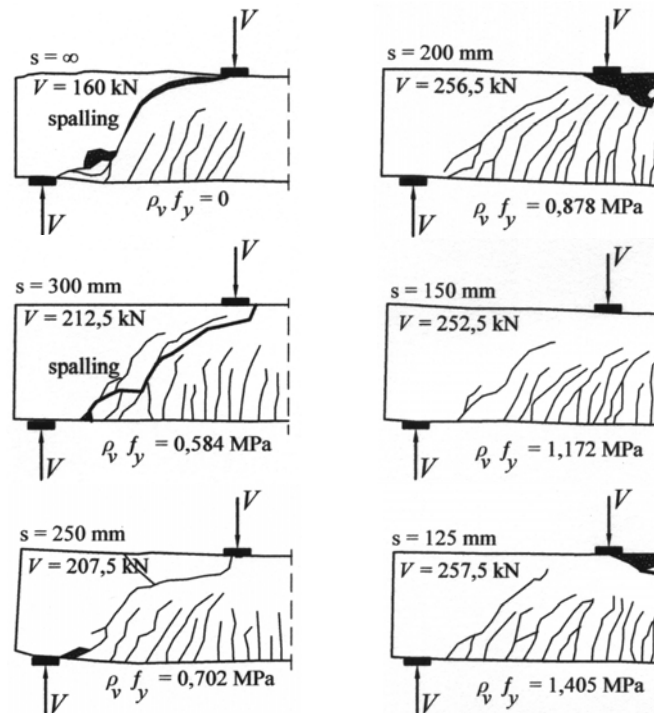 V
s = ∞
V = 160 kN
spalling
V
ρv fy = 0
V
s = 300 mm
V = 212,5 kN
spalling
V
ρv fy = 0,584 MPa
V
s = 250 mm
V = 207,5 kN
V
ρv fy = 0,702 MPa
V
s = 200 mm
V = 256,5 kN
V
ρv fy = 0,878 MPa
V
s = 150 mm
V = 252,5 kN
V
ρv fy = 1,172 MPa
V
s = 125 mm
V = 257,5 kN
V
ρv fy = 1,405 MPa